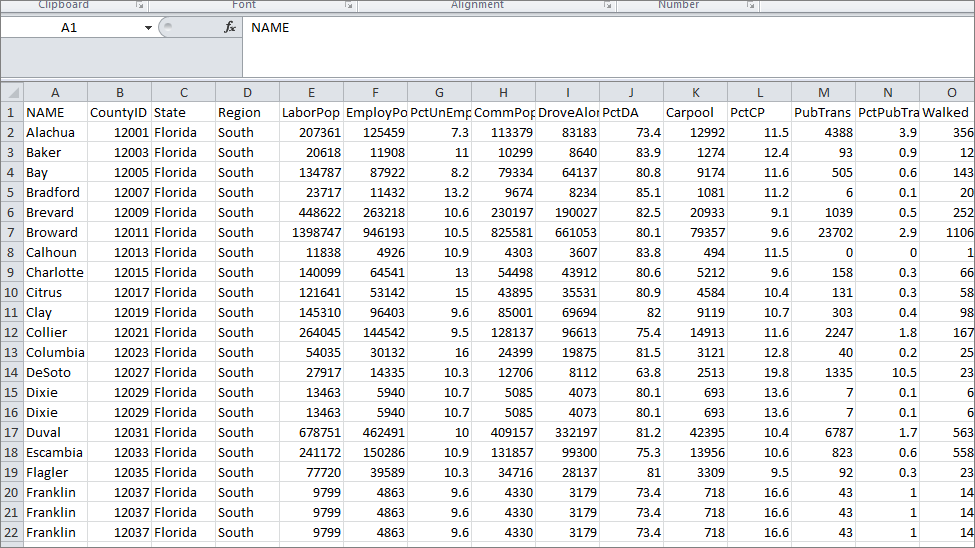 Clipboard Font Alignment Number
A1 fx NAME
A B C D E F G H I J K L M N O
1 NAME CountyID State Region LaborPop EmployPo PctUnEmp CommPop DroveAlor PctDA Carpool PctCP PubTrans PctPubTra Walked
2 Alachua 12001 Florida South 207361 125459 7.3 113379 83183 73.4 12992 11.5 4388 3.9 356
3 Baker 12003 Florida South 20618 11908 11 10299 8640 83.9 1274 12.4 93 0.9 12
4 Bay 12005 Florida South 134787 87922 8.2 79334 64137 80.8 9174 11.6 505 0.6 143
5 Bradford 12007 Florida South 23717 11432 13.2 9674 8234 85.1 1081 11.2 6 0.1 20
6 Brevard 12009 Florida South 448622 263218 10.6 230197 190027 82.5 20933 9.1 1039 0.5 252
7 Broward 12011 Florida South 1398747 946193 10.5 825581 661053 80.1 79357 9.6 23702 2.9 1106
8 Calhoun 12013 Florida South 11838 4926 10.9 4303 3607 83.8 494 11.5 0 0 1
9 Charlotte 12015 Florida South 140099 64541 13 54498 43912 80.6 5212 9.6 158 0.3 66
10 Citrus 12017 Florida South 121641 53142 15 43895 35531 80.9 4584 10.4 131 0.3 58
11 Clay 12019 Florida South 145310 96403 9.6 85001 69694 82 9119 10.7 303 0.4 98
12 Collier 12021 Florida South 264045 144542 9.5 128137 96613 75.4 14913 11.6 2247 1.8 167
13 Columbia 12023 Florida South 54035 30132 16 24399 19875 81.5 3121 12.8 40 0.2 25
14 DeSoto 12027 Florida South 27917 14335 10.3 12706 8112 63.8 2513 19.8 1335 10.5 23
15 Dixie 12029 Florida South 13463 5940 10.7 5085 4073 80.1 693 13.6 7 0.1 6
16 Dixie 12029 Florida South 13463 5940 10.7 5085 4073 80.1 693 13.6 7 0.1 6
17 Duval 12031 Florida South 678751 462491 10 409157 332197 81.2 42395 10.4 6787 1.7 563
18 Escambia 12033 Florida South 241172 150286 10.9 131857 99300 75.3 13956 10.6 823 0.6 558
19 Flagler 12035 Florida South 77720 39589 10.3 34716 28137 81 3309 9.5 92 0.3 23
20 Franklin 12037 Florida South 9799 4863 9.6 4330 3179 73.4 718 16.6 43 1 14
21 Franklin 12037 Florida South 9799 4863 9.6 4330 3179 73.4 718 16.6 43 1 14
22 Franklin 12037 Florida South 9799 4863 9.6 4330 3179 73.4 718 16.6 43 1 14